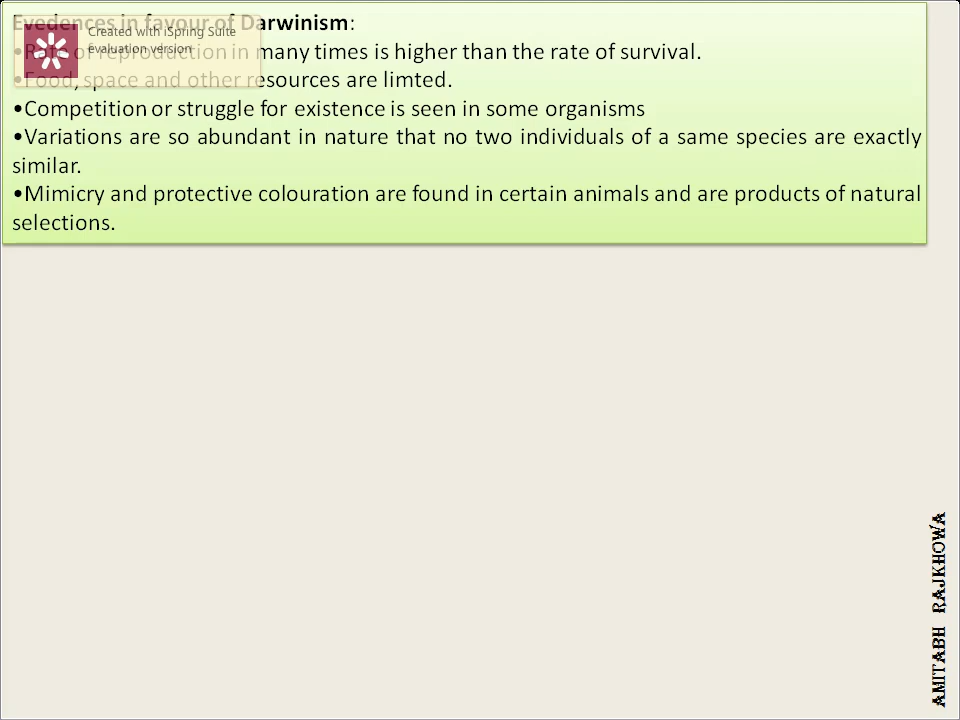 Evedences in favour of Darwinism:
•Rate of reproduction in many times is higher than the rate of survival.
•Food, space and other resources are limted.
•Competition or struggle for existence is seen in some organisms
•Variations are so abundant in nature that no two individuals of a same species are exactly
similar.
•Mimicry and protective colouration are found in certain animals and are products of natural
selections.
Created with iSpring Suite
evaluation version
AMITABH RAJKHOWA